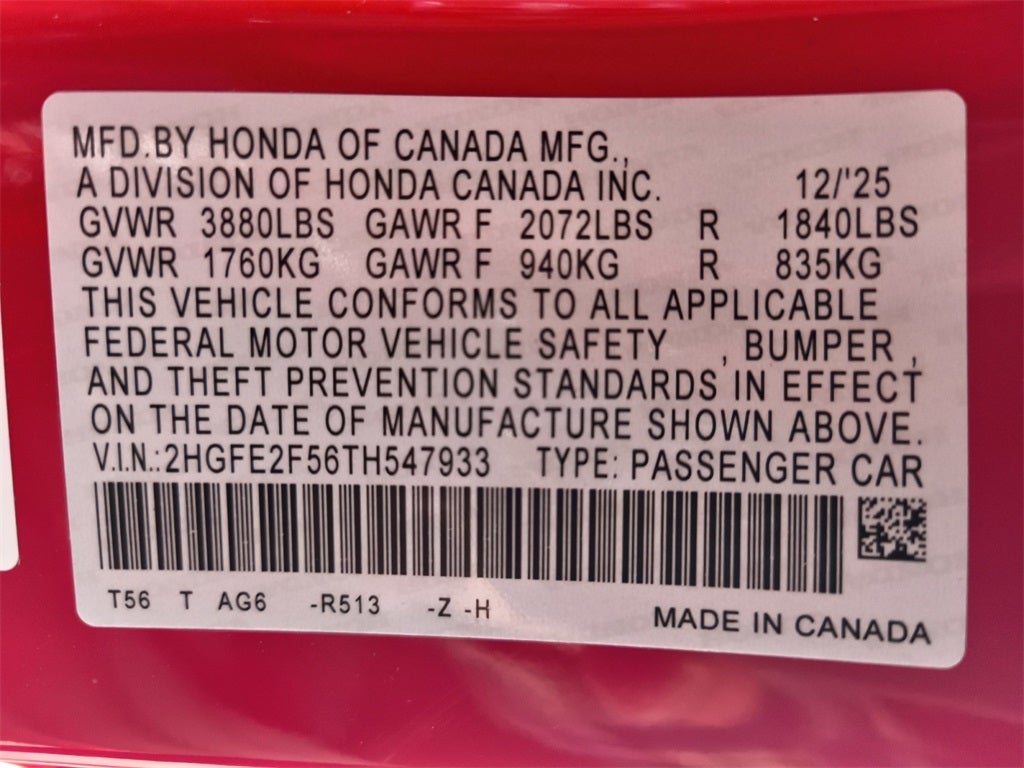 MFD.BY HONDA OF CANADA MFG.,
A DIVISION OF HONDA CANADA INC. 12/'25
GVWR 3880LBS GAWR F 2072LBS R 1840LBS
GVWR 1760KG GAWR F 940KG R 835KG
THIS VEHICLE CONFORMS TO ALL APPLICABLE
FEDERAL MOTOR VEHICLE SAFETY , BUMPER ,
AND THEFT PREVENTION STANDARDS IN EFFECT
ON THE DATE OF MANUFACTURE SHOWN ABOVE.
V.I.N.:2HGFE2F56TH547933 TYPE: PASSENGER CAR
T56 T AG6 -R513 -Z -H
MADE IN CANADA